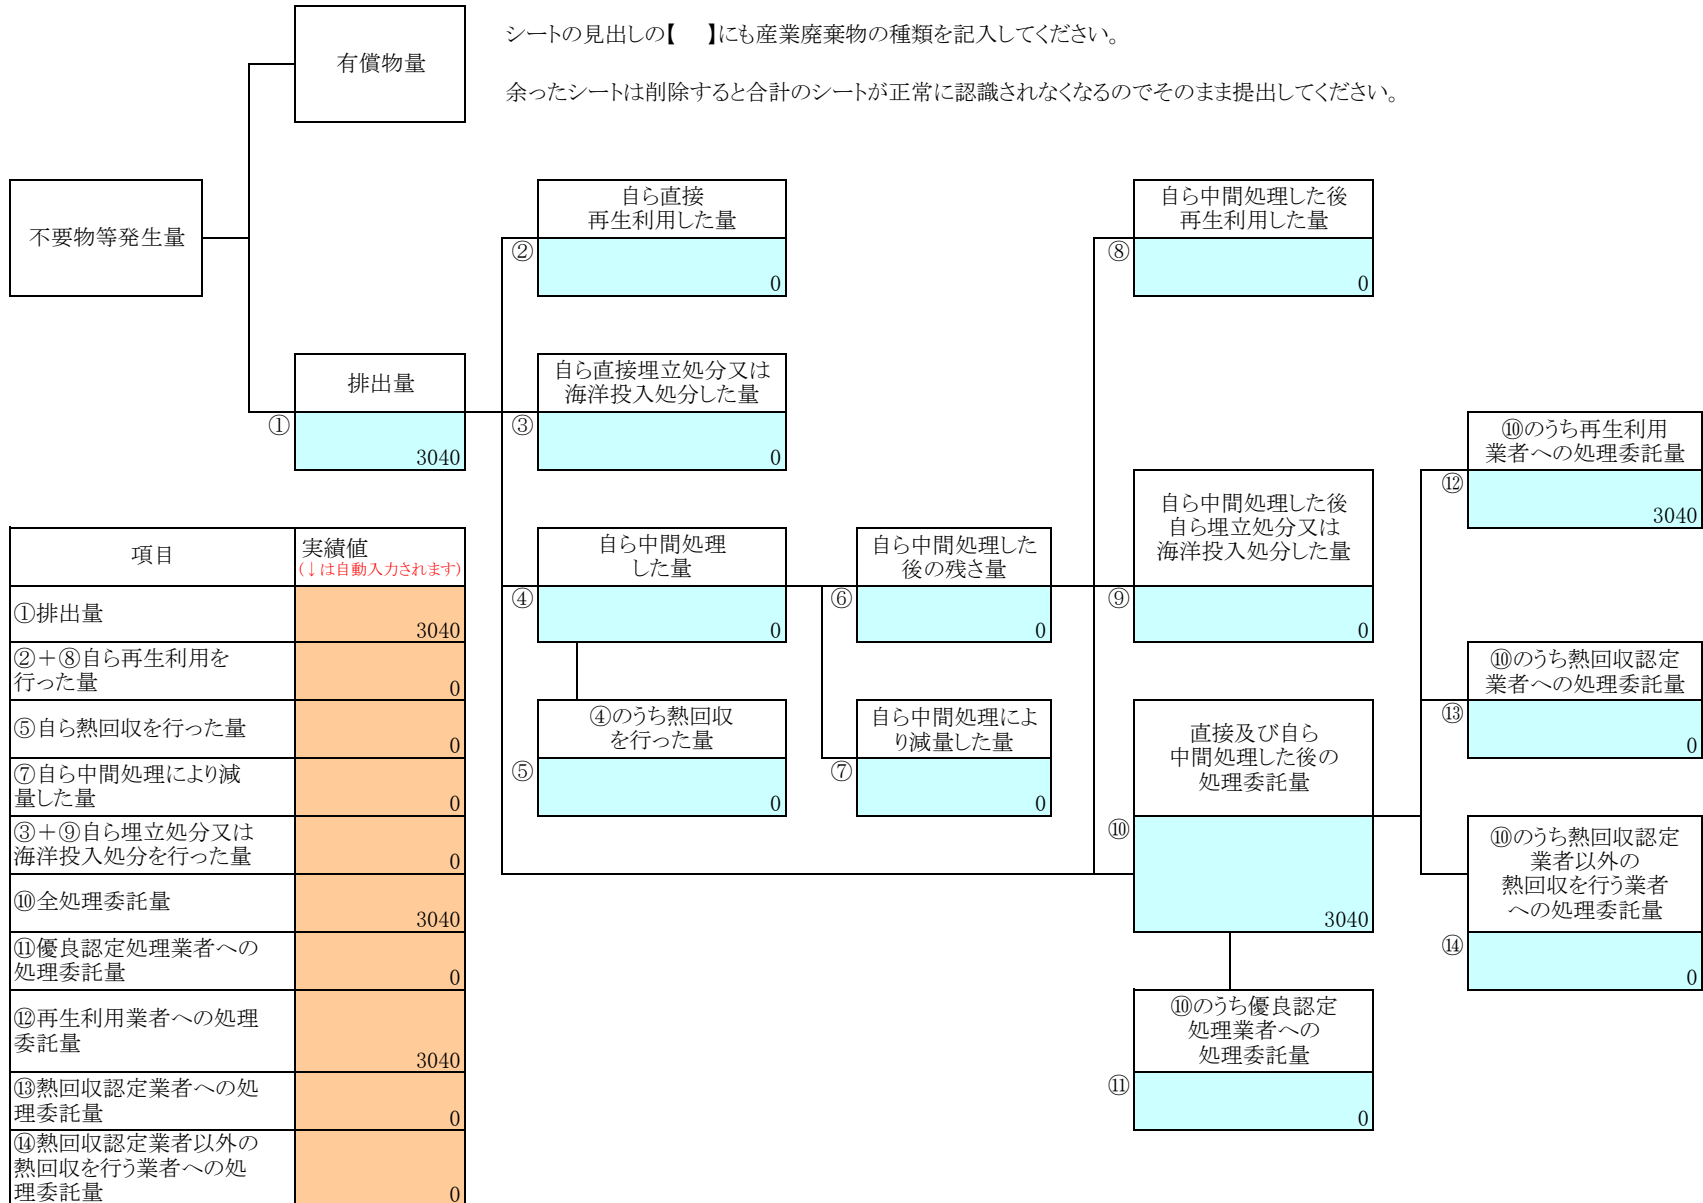 シートの見出しの【　】にも産業廃棄物の種類を記入してください。
余ったシートは削除すると合計のシートが正常に認識されなくなるのでそのまま提出してください。
有償物量
不要物等発生量
排出量
①
3040
自ら直接
再生利用した量
②
0
自ら直接埋立処分又は
海洋投入処分した量
③
0
自ら中間処理
した量
④
0
④のうち熱回収
を行った量
⑤
0
自ら中間処理した
後の残さ量
⑥
0
自ら中間処理によ
り減量した量
⑦
0
自ら中間処理した後
再生利用した量
⑧
0
自ら中間処理した後
自ら埋立処分又は
海洋投入処分した量
⑨
0
直接及び自ら
中間処理した後の
処理委託量
⑩
3040
⑩のうち優良認定
処理業者への
処理委託量
⑪
0
⑩のうち再生利用
業者への処理委託量
⑫
3040
⑩のうち熱回収認定
業者への処理委託量
⑬
0
⑩のうち熱回収認定
業者以外の
熱回収を行う業者
への処理委託量
⑭
0
項目
実績値
(↓は自動入力されます)
①排出量
3040
②＋⑧自ら再生利用を
行った量
0
⑤自ら熱回収を行った量
0
⑦自ら中間処理により減
量した量
0
③＋⑨自ら埋立処分又は
海洋投入処分を行った量
0
⑩全処理委託量
3040
⑪優良認定処理業者への
処理委託量
0
⑫再生利用業者への処理
委託量
3040
⑬熱回収認定業者への処
理委託量
0
⑭熱回収認定業者以外の
熱回収を行う業者への処
理委託量
0